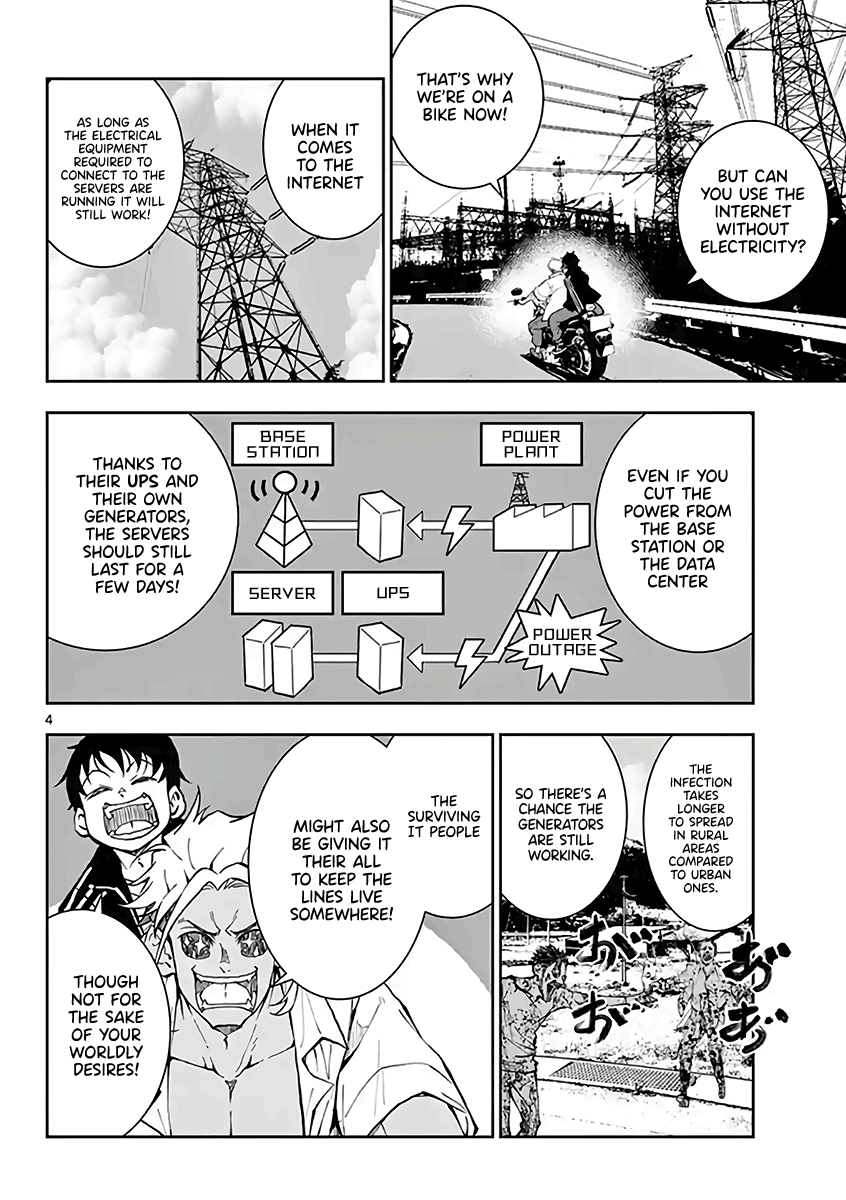 BUT CAN
YOU USE THE
INTERNET
WITHOUT
ELECTRICITY?
THAT'S WHY
WE'RE ON A
BIKE NOW!
WHEN IT
COMES
TO THE
INTERNET
AS LONG AS
THE ELECTRICAL
EQUIPMENT
REQUIRED TO
CONNECT TO THE
SERVERS ARE
RUNNING IT WILL
STILL WORK!
EVEN IF YOU
CUT THE
POWER FROM
THE BASE
STATION OR
THE DATA
CENTER
POWER
PLANT
BASE
STATION
UPS
SERVER
POWER
OUTAGE
THANKS TO
THEIR UPS AND
THEIR OWN
GENERATORS,
THE SERVERS
SHOULD STILL
LAST FOR A
FEW DAYS!
4
THE
INFECTION
TAKES
LONGER
TO SPREAD
IN RURAL
AREAS
COMPARED
TO URBAN
ONES.
SO THERE'S A
CHANCE THE
GENERATORS
ARE STILL
WORKING.
あ゛
あ゛
お゛
お゛
THE
SURVIVING
IT PEOPLE
MIGHT ALSO
BE GIVING IT
THEIR ALL
TO KEEP THE
LINES LIVE
SOMEWHERE!
THOUGH
NOT FOR
THE SAKE
OF YOUR
WORLDLY
DESIRES!